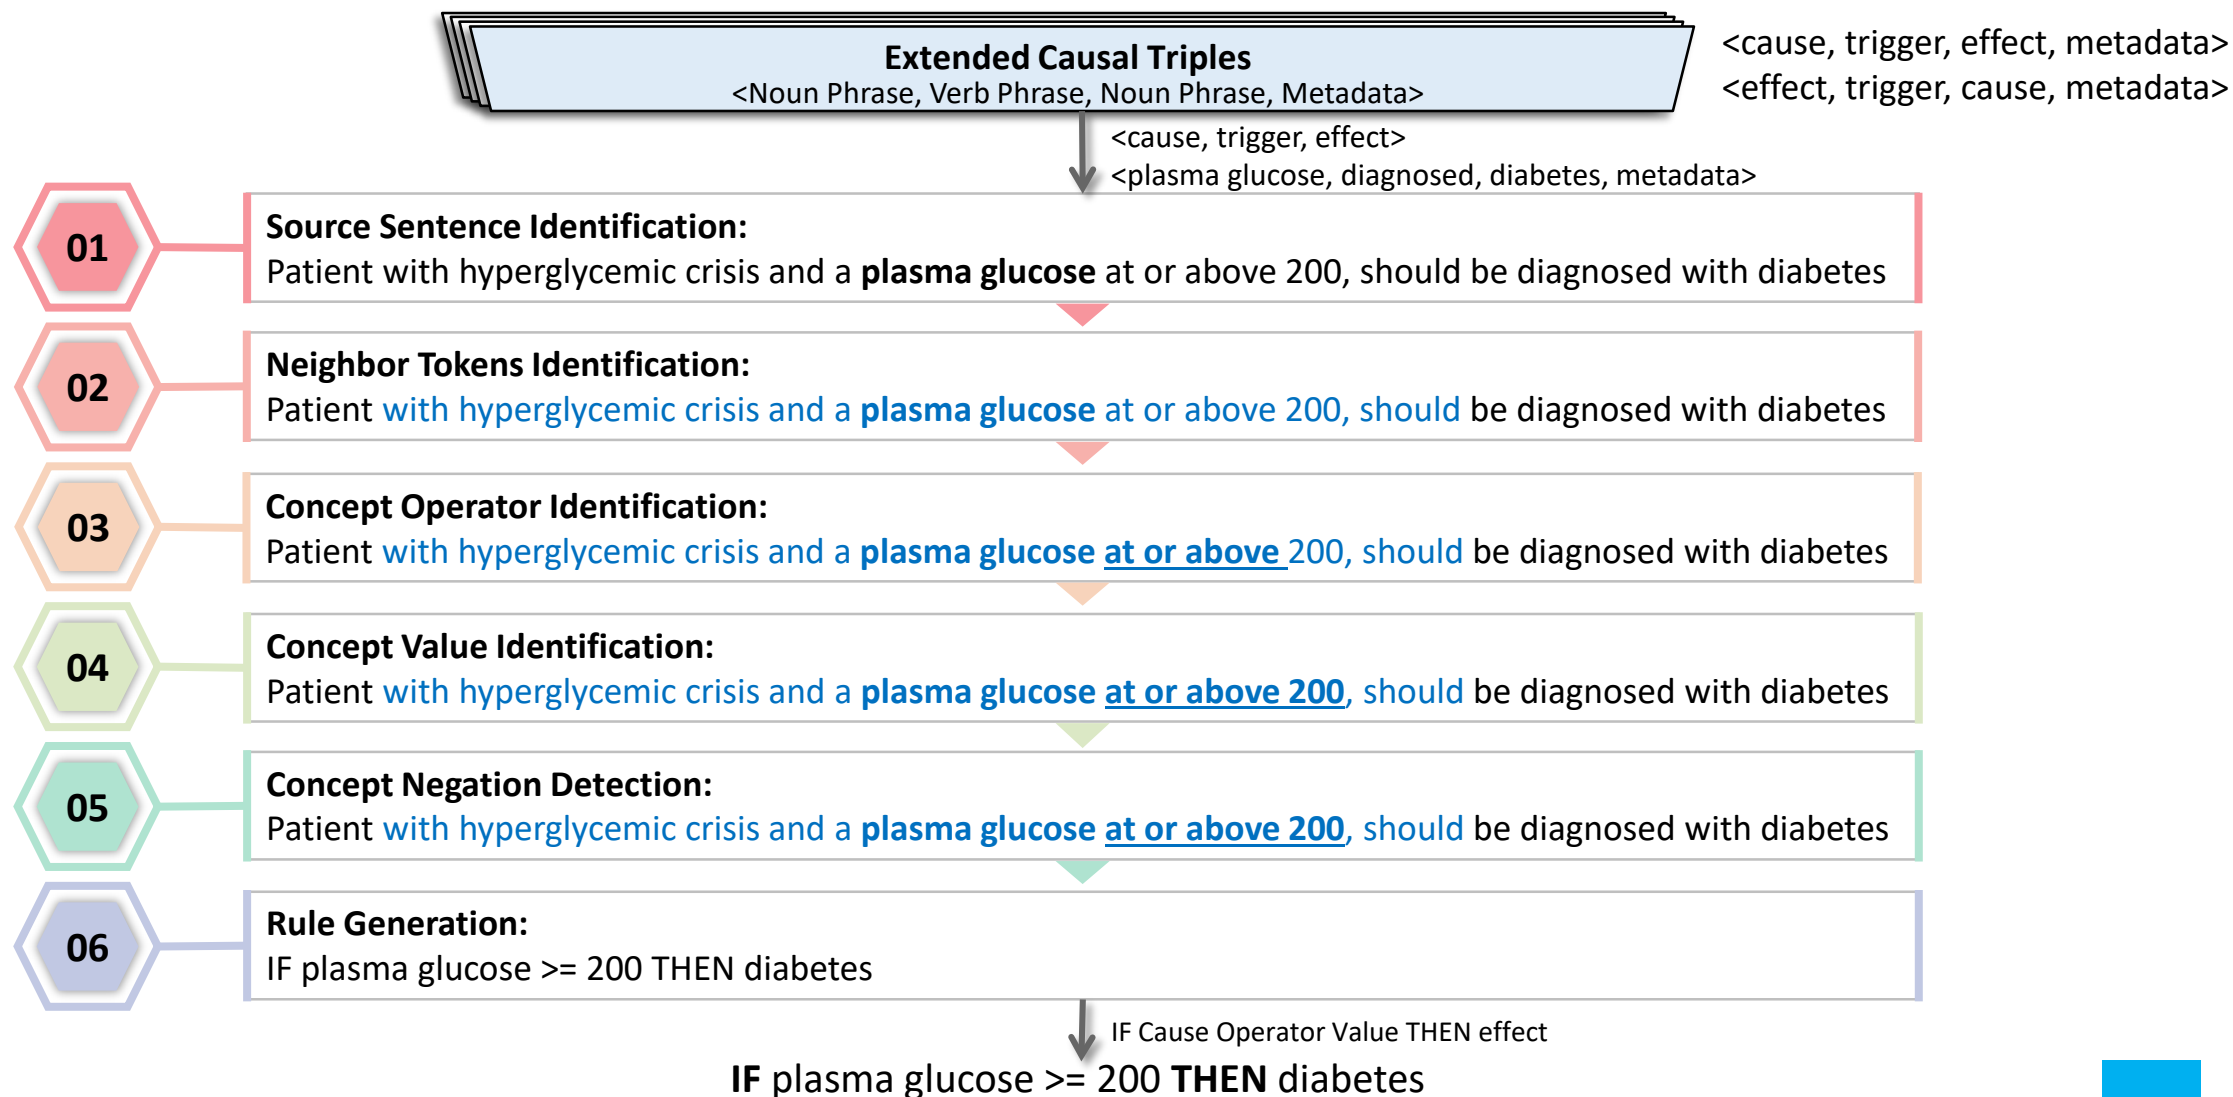 Extended Causal Triples
<Noun Phrase, Verb Phrase, Noun Phrase, Metadata>
<cause, trigger, effect, metadata>
<effect, trigger, cause, metadata>
<cause, trigger, effect>
<plasma glucose, diagnosed, diabetes, metadata>
01
Source Sentence Identification:
Patient with hyperglycemic crisis and a plasma glucose at or above 200, should be diagnosed with diabetes
02
Neighbor Tokens Identification:
Patient with hyperglycemic crisis and a plasma glucose at or above 200, should be diagnosed with diabetes
03
Concept Operator Identification:
Patient with hyperglycemic crisis and a plasma glucose at or above 200, should be diagnosed with diabetes
04
Concept Value Identification:
Patient with hyperglycemic crisis and a plasma glucose at or above 200, should be diagnosed with diabetes
05
Concept Negation Detection:
Patient with hyperglycemic crisis and a plasma glucose at or above 200, should be diagnosed with diabetes
06
Rule Generation:
IF plasma glucose >= 200 THEN diabetes
IF Cause Operator Value THEN effect
IF plasma glucose >= 200 THEN diabetes